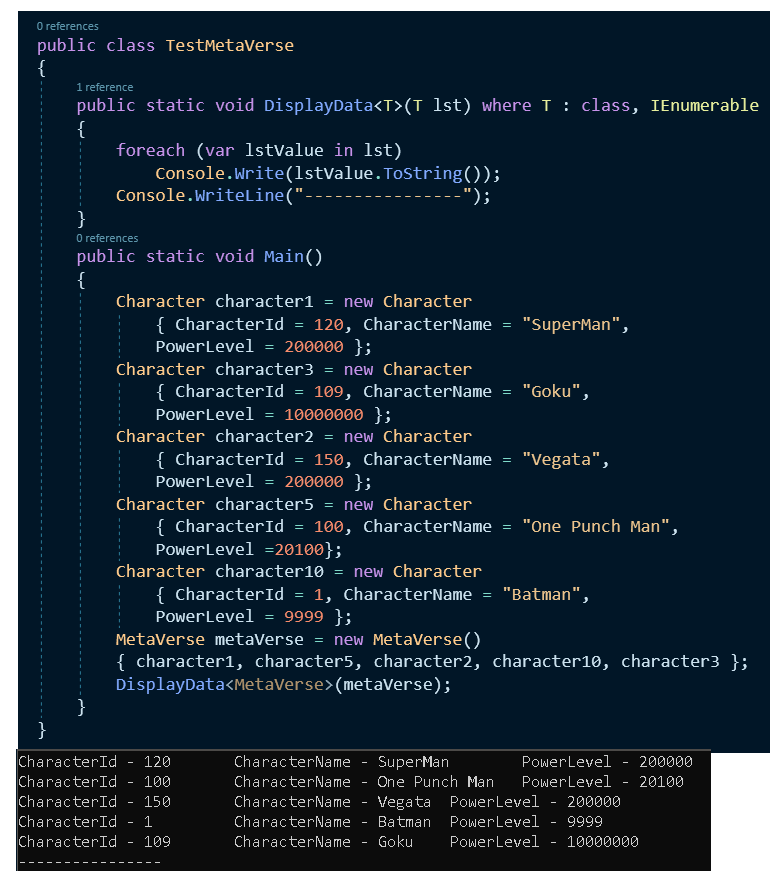 0 references
public class TestMetaVerse
{
1 reference
public static void DisplayData<T>(T lst) where T : class, IEnumerable
{
foreach (var lstValue in lst)
Console.Write(lstValue.ToString());
Console.WriteLine("----------------");
}
0 references
public static void Main()
{
Character character1 = new Character
{ CharacterId = 120, CharacterName = "SuperMan",
PowerLevel = 200000 };
Character character3 = new Character
{ CharacterId = 109, CharacterName = "Goku",
PowerLevel = 10000000 };
Character character2 = new Character
{ CharacterId = 150, CharacterName = "Vegata",
PowerLevel = 200000 };
Character character5 = new Character
{ CharacterId = 100, CharacterName = "One Punch Man",
PowerLevel =20100};
Character character10 = new Character
{ CharacterId = 1, CharacterName = "Batman",
PowerLevel = 9999 };
MetaVerse metaVerse = new MetaVerse()
{ character1, character5, character2, character10, character3 };
DisplayData<MetaVerse>(metaVerse);
}
}
CharacterId - 120 CharacterName - SuperMan PowerLevel - 200000
CharacterId - 100 CharacterName - One Punch Man PowerLevel - 20100
CharacterId - 150 CharacterName - Vegata PowerLevel - 200000
CharacterId - 1 CharacterName - Batman PowerLevel - 9999
CharacterId - 109 CharacterName - Goku PowerLevel - 10000000
----------------